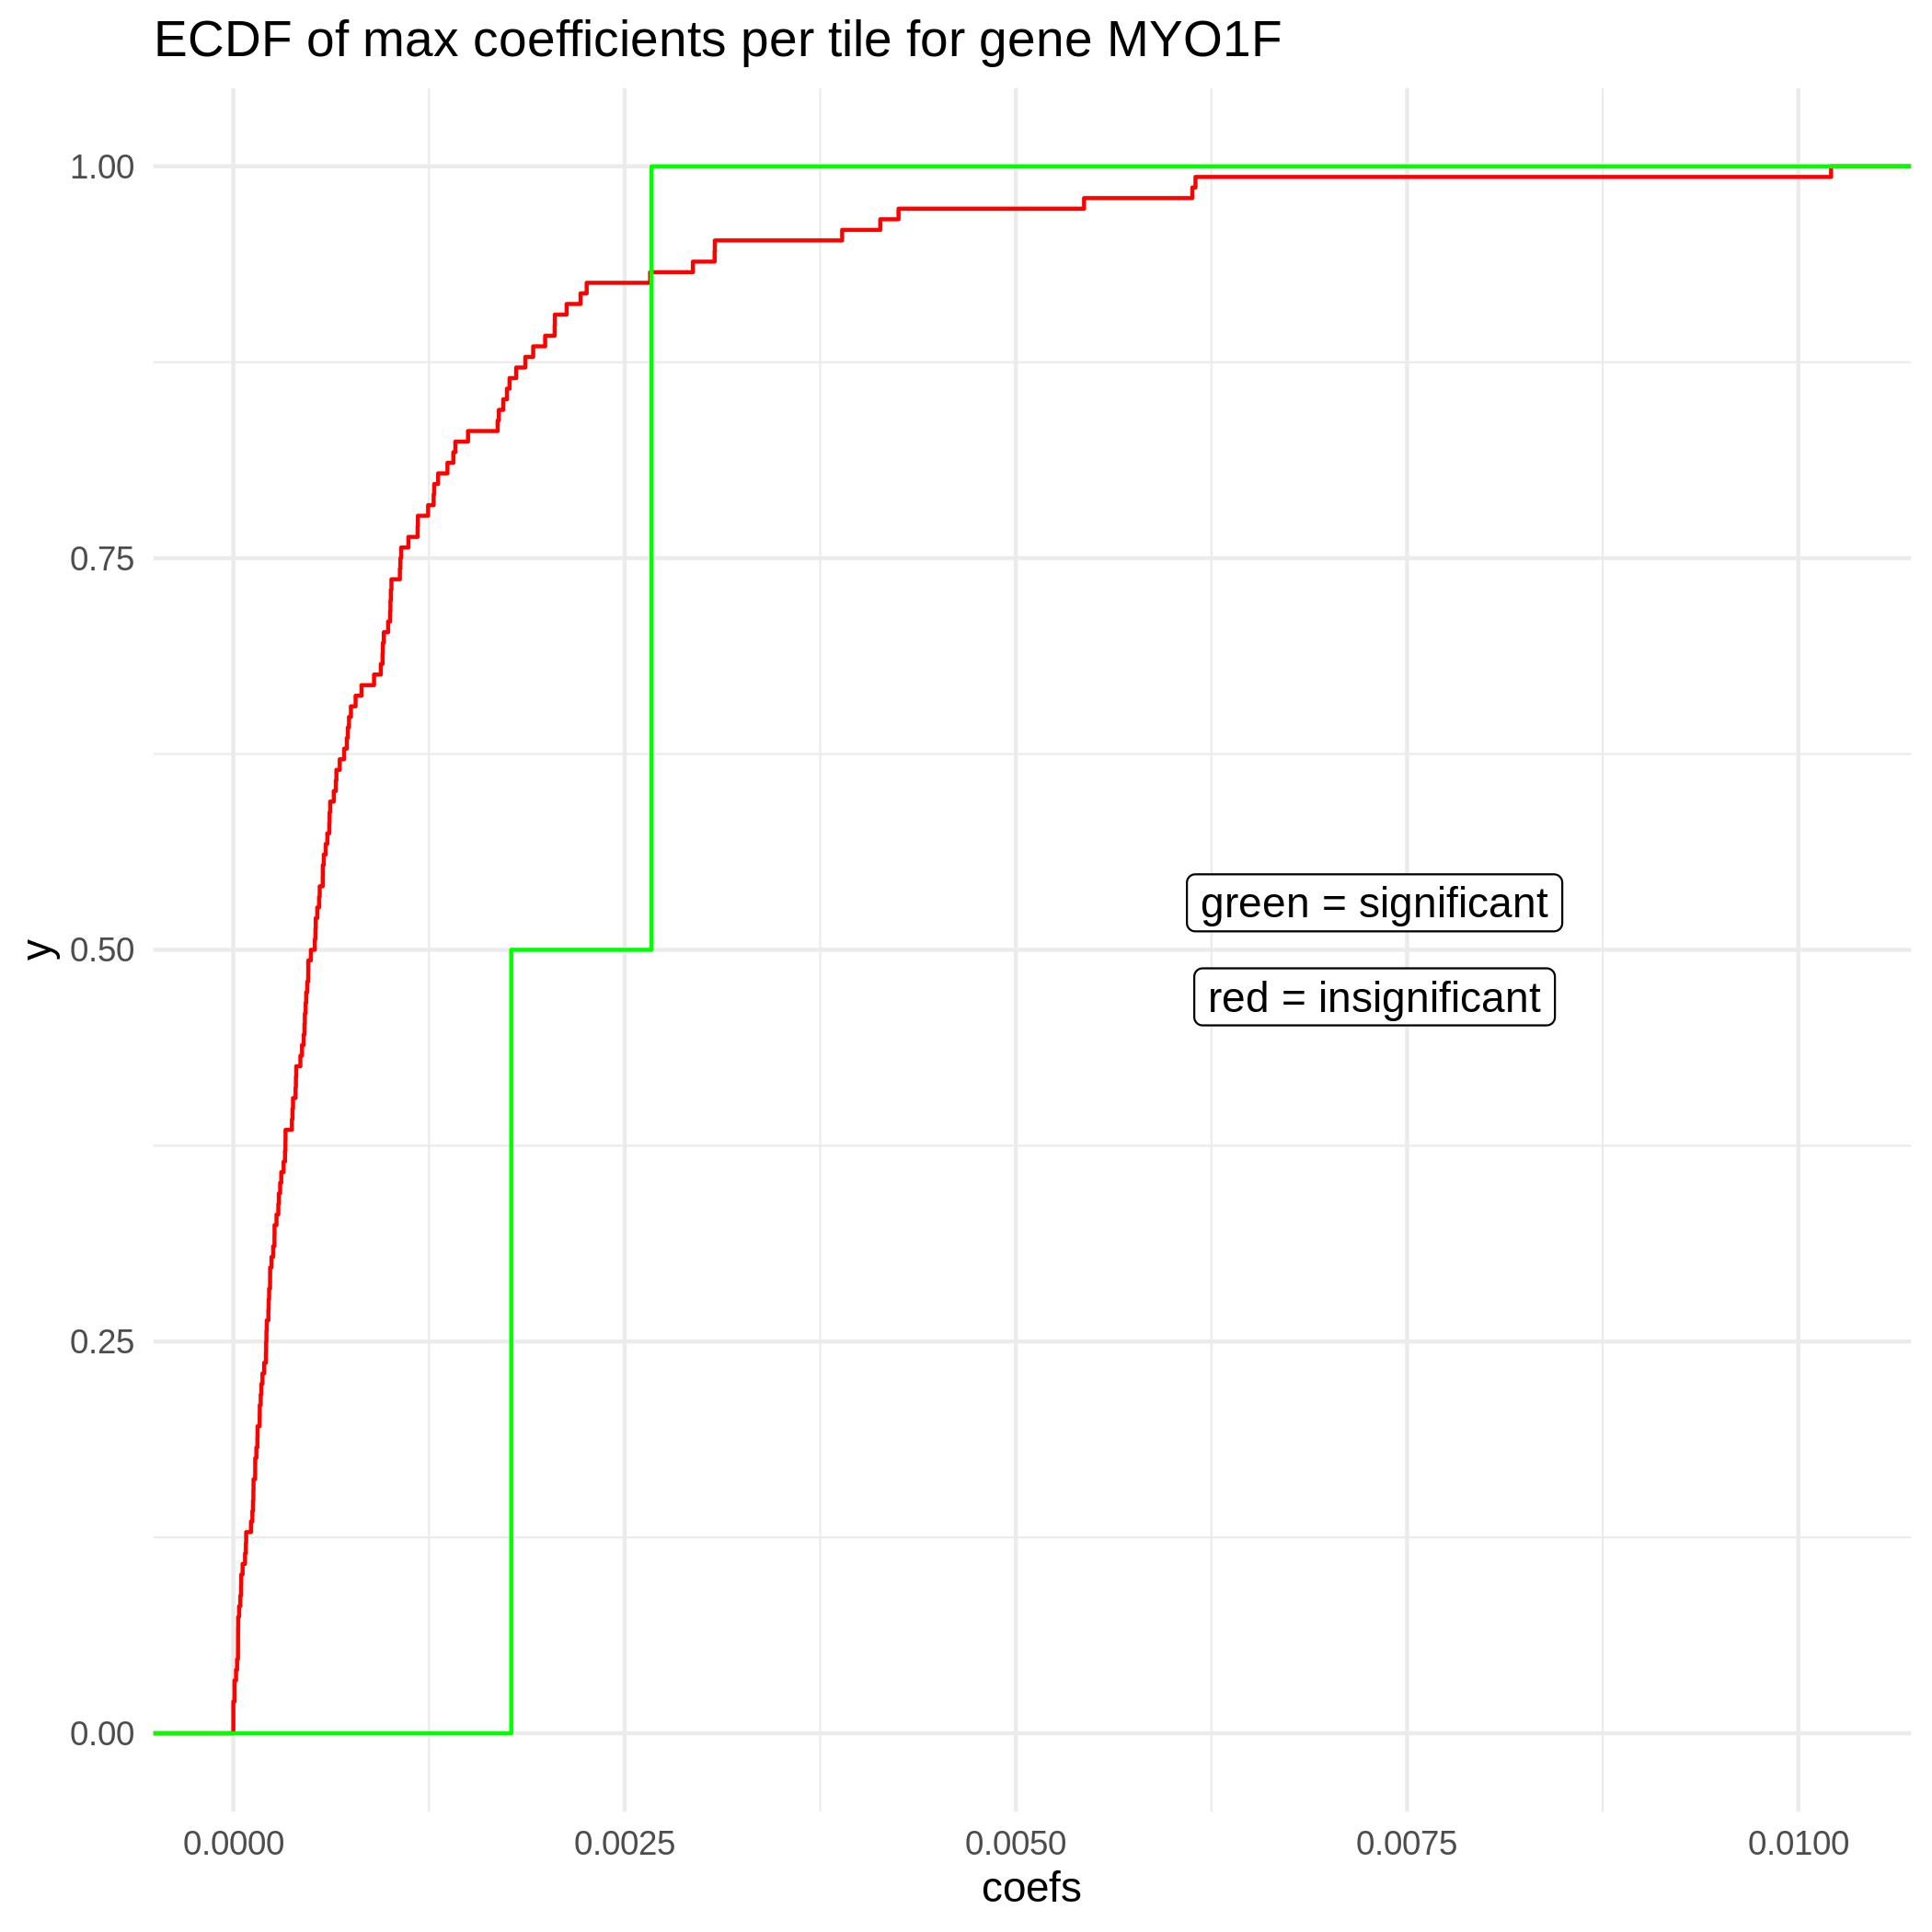 ECDF of max coefficients per tile for gene MYO1F
1.00
0.75
0.50
0.25
0.00
y
green = significant
red = insignificant
0.0000
0.0025
0.0050
0.0075
0.0100
coefs